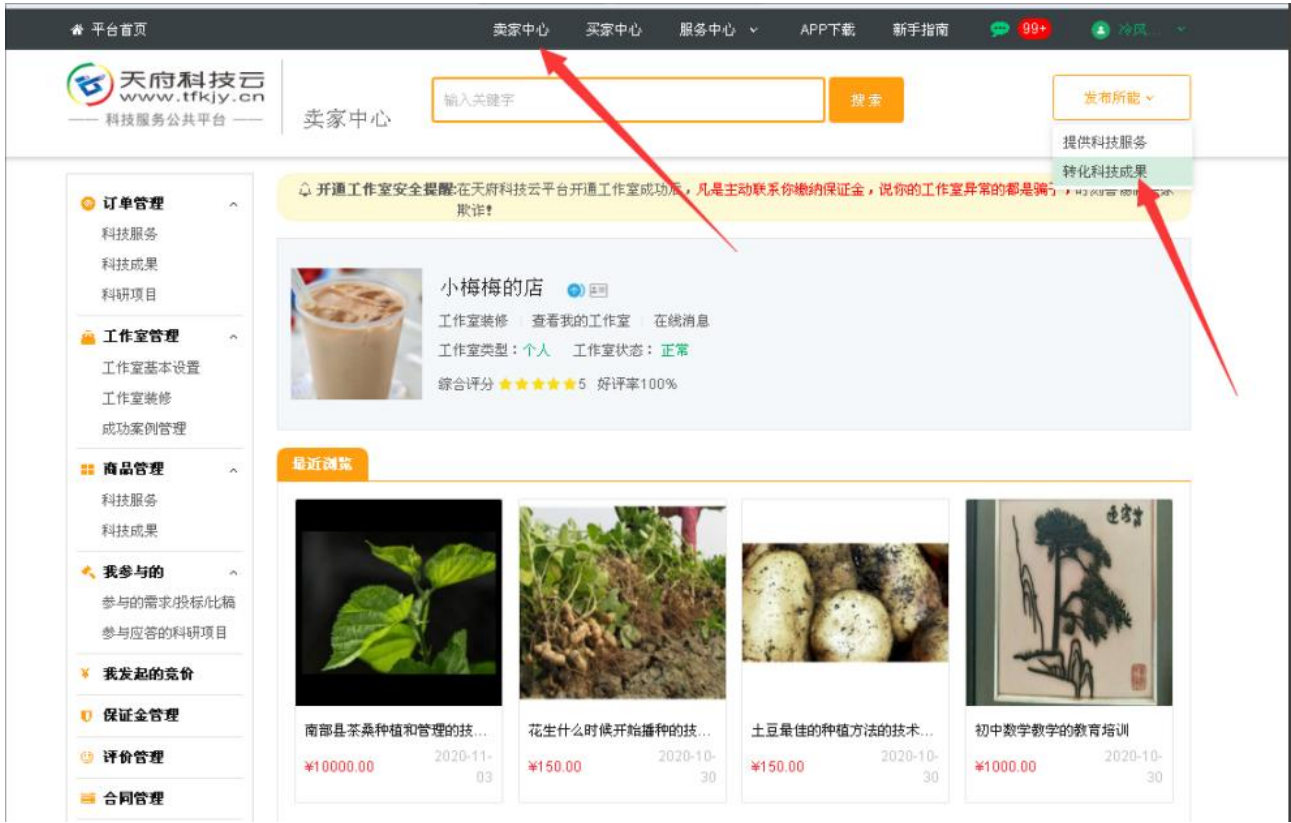 平台首页
卖家中心 买家中心 服务中心 APP下载 新手指南 99+ 冷风...
天府科技云
www.tfkjy.cn
科技服务公共平台
卖家中心
输入关键字
搜索
发布所能
提供科技服务
转化科技成果
开通工作室安全提醒:在天府科技云平台开通工作室成功后,凡是主动联系你缴纳保证金,说你的工作室异常的都是骗子,
欺诈!
订单管理
科技服务
科技成果
科研项目
工作室管理
工作室基本设置
工作室装修
成功案例管理
商品管理
科技服务
科技成果
我参与的
参与的需求/投标/比稿
参与应答的科研项目
我发起的竞价
保证金管理
评价管理
合同管理
小梅梅的店
工作室装修 查看我的工作室 在线消息
工作室类型:个人 工作室状态:正常
综合评分 5 好评率100%
最近浏览
南部县茶桑种植和管理的技...
¥10000.00
2020-11-
03
花生什么时候开始播种的技...
¥150.00
2020-10-
30
土豆最佳的种植方法的技术...
¥150.00
2020-10-
30
初中数学教学的教育培训
¥1000.00
2020-10-
30